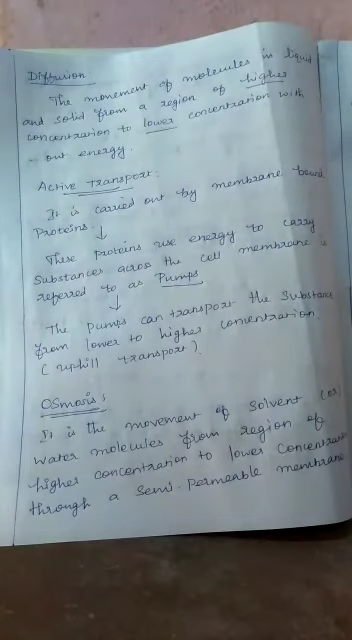 Diffusion
The movement of molecules in liquid
and solid from a region of higher
concentration to lower concentration with
- out energy.
Active Transport:
It is carried out by membrane bound
Proteins. ↓
These Proteins use energy to carry
Substances across the cell membrane is
referred to as Pumps
↓
The Pumps can transport the Substance
from lower to higher concentration
(uphill transport).
Osmosis:
It is the movement of Solvent (or)
Water molecules from region of
higher concentration to lower Concentration
through a Semi-Permeable membrane